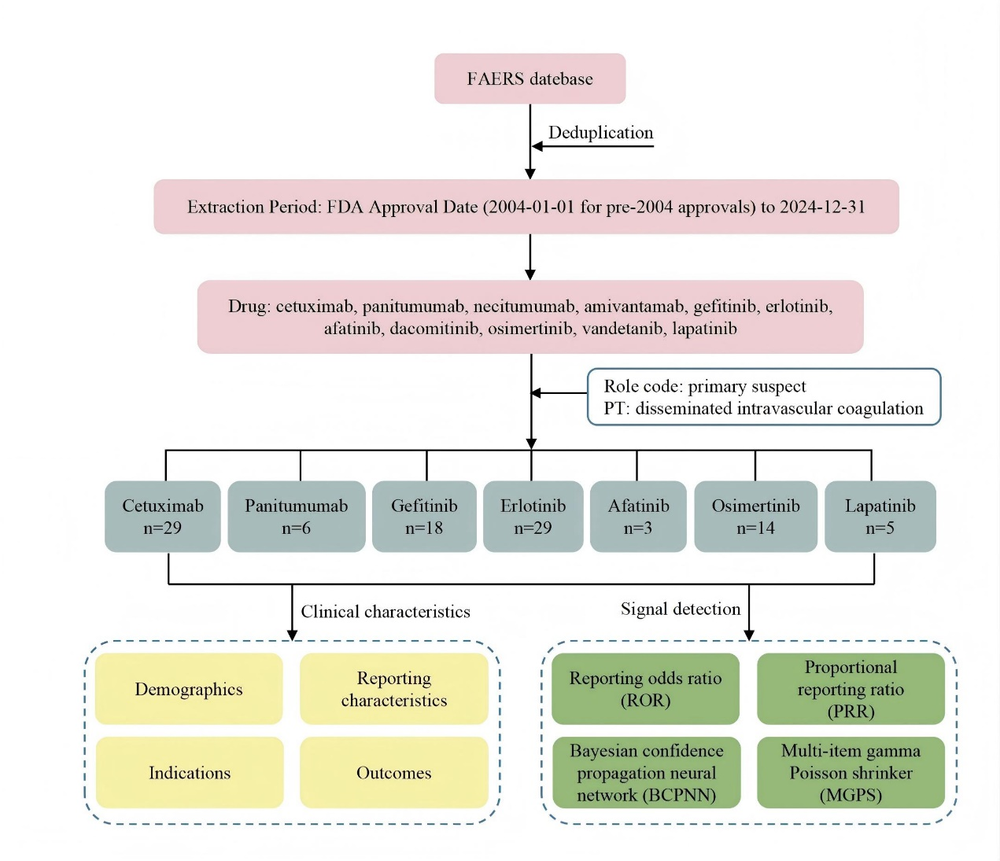 FAERS datebase
Deduplication
Extraction Period: FDA Approval Date (2004-01-01 for pre-2004 approvals) to 2024-12-31
Drug: cetuximab, panitumumab, necitumumab, amivantamab, gefitinib, erlotinib,
afatinib, dacomitinib, osimertinib, vandetanib, lapatinib
Role code: primary suspect
PT: disseminated intravascular coagulation
Cetuximab
n=29
Panitumumab
n=6
Gefitinib
n=18
Erlotinib
n=29
Afatinib
n=3
Osimertinib
n=14
Lapatinib
n=5
Clinical characteristics
Signal detection
Demographics
Reporting
characteristics
Indications
Outcomes
Reporting odds ratio
(ROR)
Proportional
reporting ratio
(PRR)
Bayesian confidence
propagation neural
network (BCPNN)
Multi-item gamma
Poisson shrinker
(MGPS)